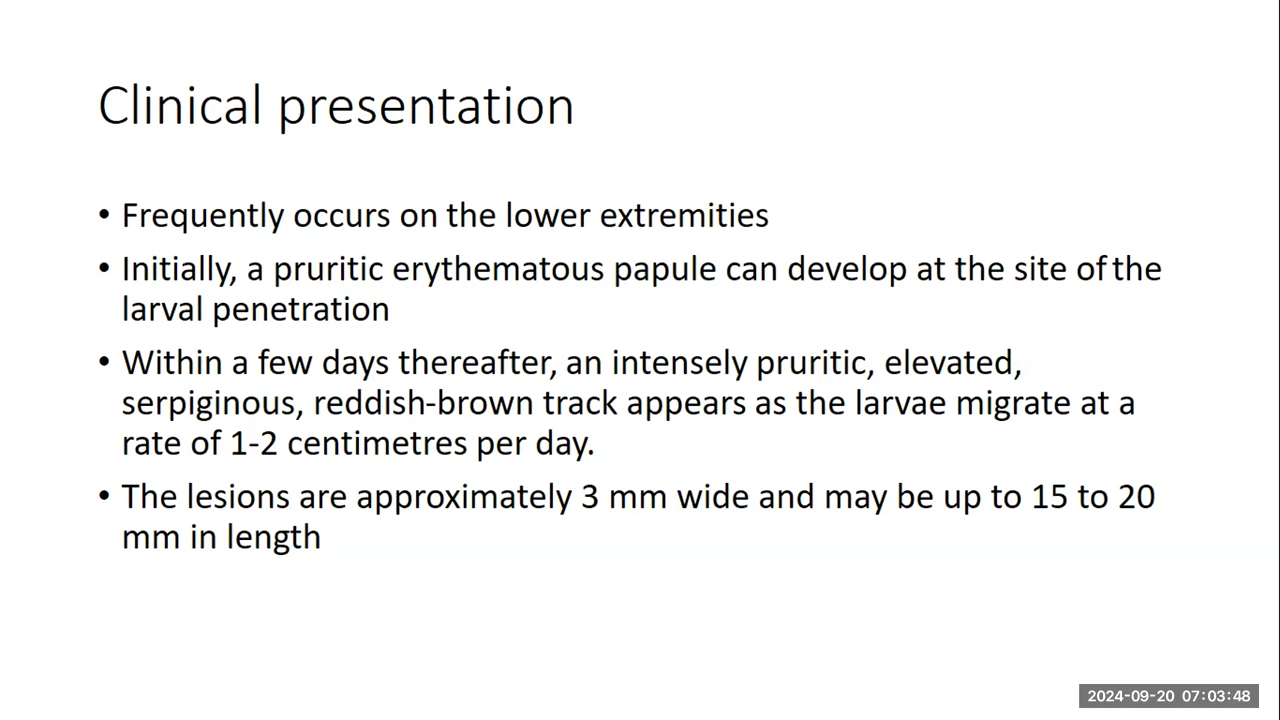 Clinical presentation
• Frequently occurs on the lower extremities
• Initially, a pruritic erythematous papule can develop at the site of the
larval penetration
• Within a few days thereafter, an intensely pruritic, elevated,
serpiginous, reddish-brown track appears as the larvae migrate at a
rate of 1-2 centimetres per day.
• The lesions are approximately 3 mm wide and may be up to 15 to 20
mm in length
2024-09-20 07:03:48